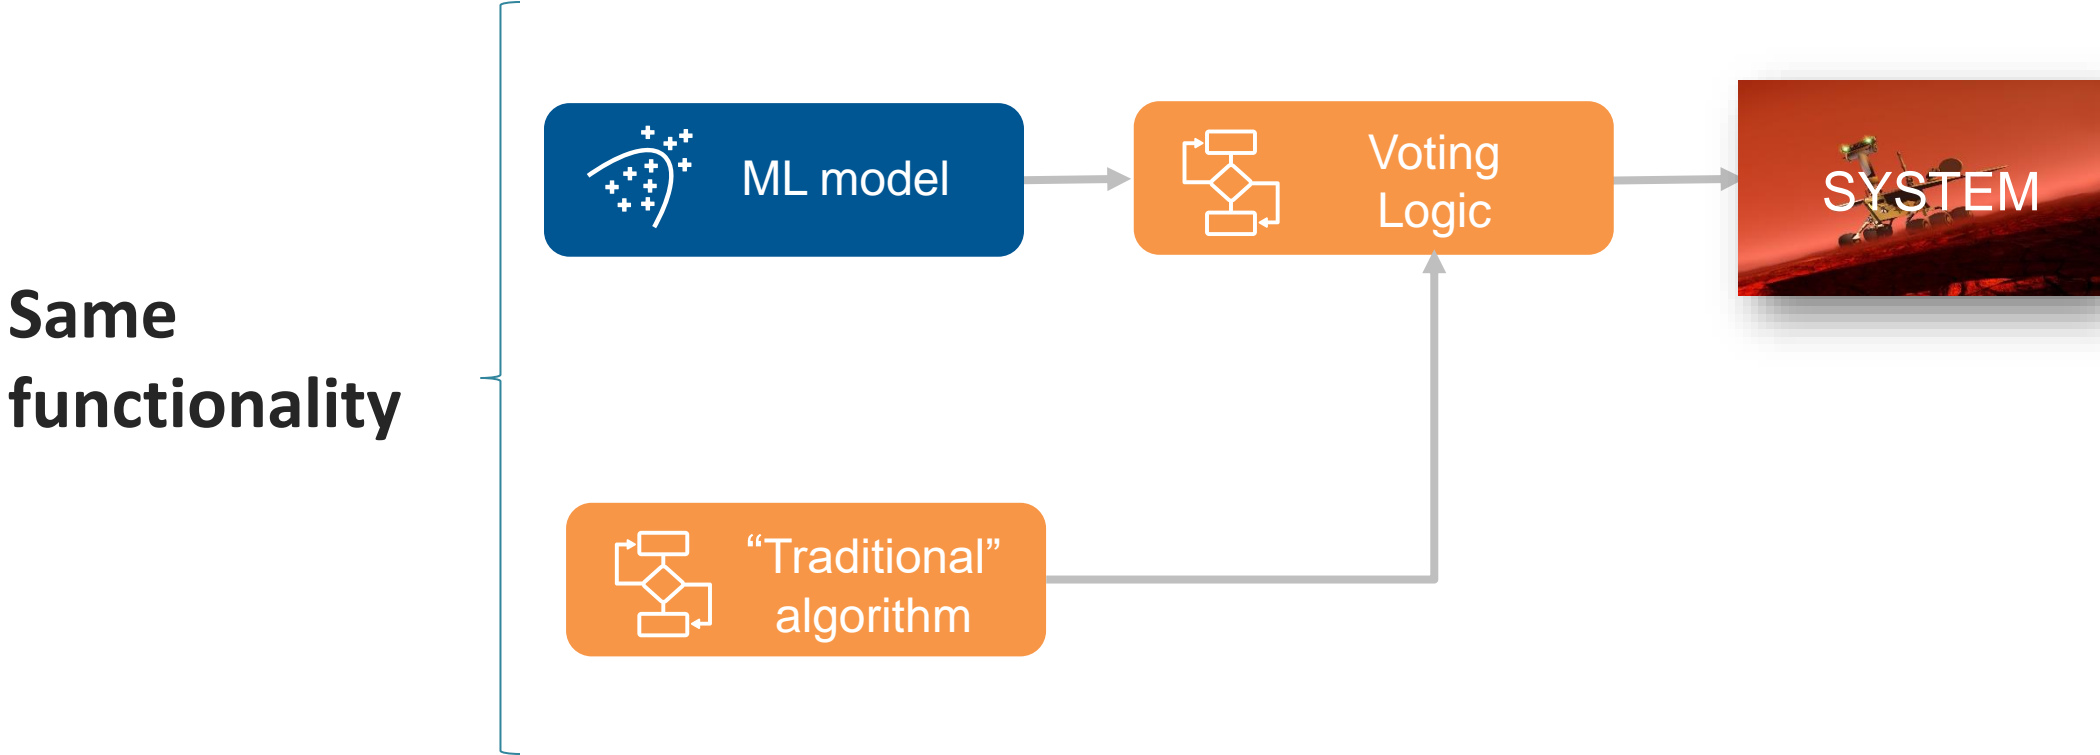 Same
functionality
ML model
Voting
Logic
SYSTEM
“Traditional”
algorithm